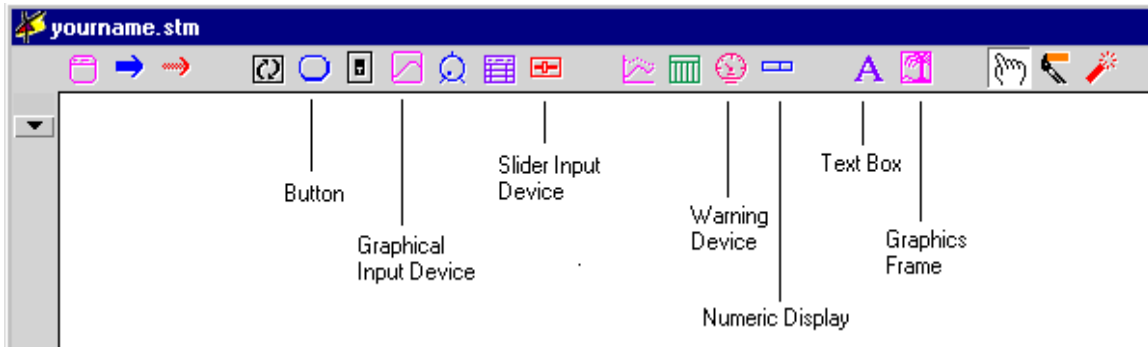 yourname.stm
A
Button
Graphical
Input Device
Slider Input
Device
Warning
Device
Numeric Display
Text Box
Graphics
Frame